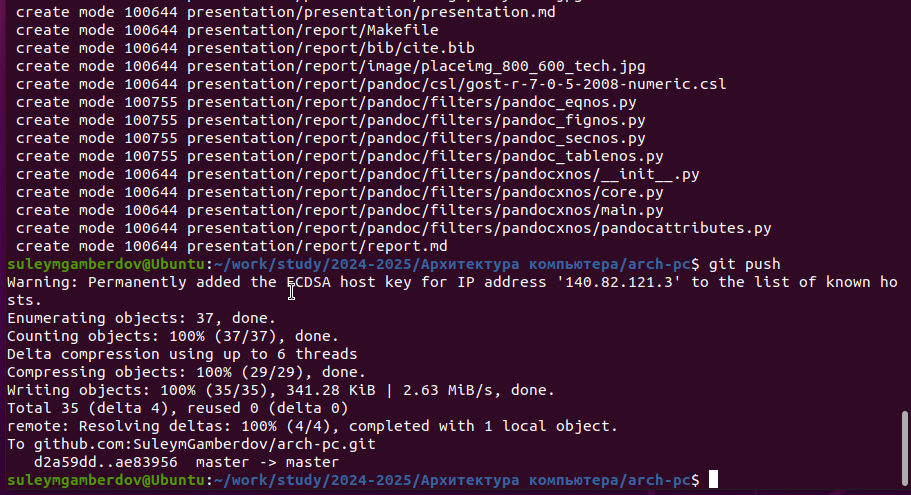 create mode 100644 presentation/presentation/presentation.md
create mode 100644 presentation/report/Makefile
create mode 100644 presentation/report/bib/cite.bib
create mode 100644 presentation/report/image/placeimg_800_600_tech.jpg
create mode 100644 presentation/report/pandoc/csl/gost-r-7-0-5-2008-numeric.csl
create mode 100755 presentation/report/pandoc/filters/pandoc_eqnos.py
create mode 100755 presentation/report/pandoc/filters/pandoc_fignos.py
create mode 100755 presentation/report/pandoc/filters/pandoc_secnos.py
create mode 100755 presentation/report/pandoc/filters/pandoc_tablenos.py
create mode 100644 presentation/report/pandoc/filters/pandocxnos/__init__.py
create mode 100644 presentation/report/pandoc/filters/pandocxnos/core.py
create mode 100644 presentation/report/pandoc/filters/pandocxnos/main.py
create mode 100644 presentation/report/pandoc/filters/pandocxnos/pandocattributes.py
create mode 100644 presentation/report/report.md
suleymgamberdov@Ubuntu:~/work/study/2024-2025/Архитектура компьютера/arch-pc$ git push
Warning: Permanently added the ECDSA host key for IP address '140.82.121.3' to the list of known ho
sts.
Enumerating objects: 37, done.
Counting objects: 100% (37/37), done.
Delta compression using up to 6 threads
Compressing objects: 100% (29/29), done.
Writing objects: 100% (35/35), 341.28 KiB | 2.63 MiB/s, done.
Total 35 (delta 4), reused 0 (delta 0)
remote: Resolving deltas: 100% (4/4), completed with 1 local object.
To github.com:SuleymGamberdov/arch-pc.git
d2a59dd..ae83956  master -> master
suleymgamberdov@Ubuntu:~/work/study/2024-2025/Архитектура компьютера/arch-pc$